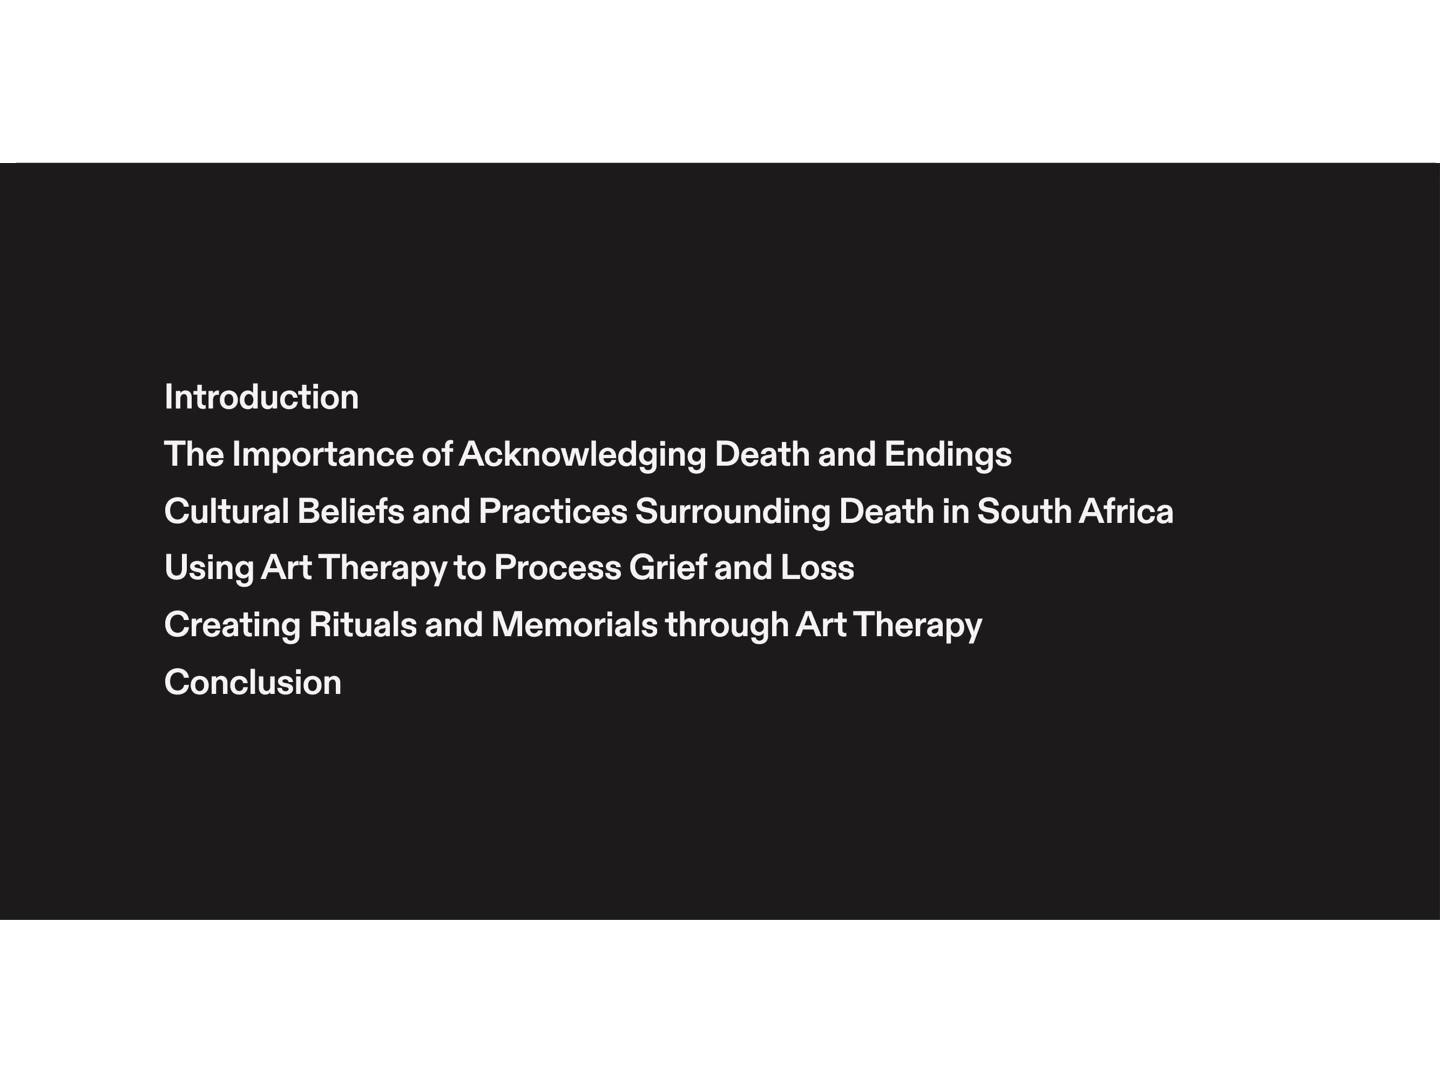 Introduction
The Importance of Acknowledging Death and Endings
Cultural Beliefs and Practices Surrounding Death in South Africa
Using Art Therapy to Process Grief and Loss
Creating Rituals and Memorials through Art Therapy
Conclusion